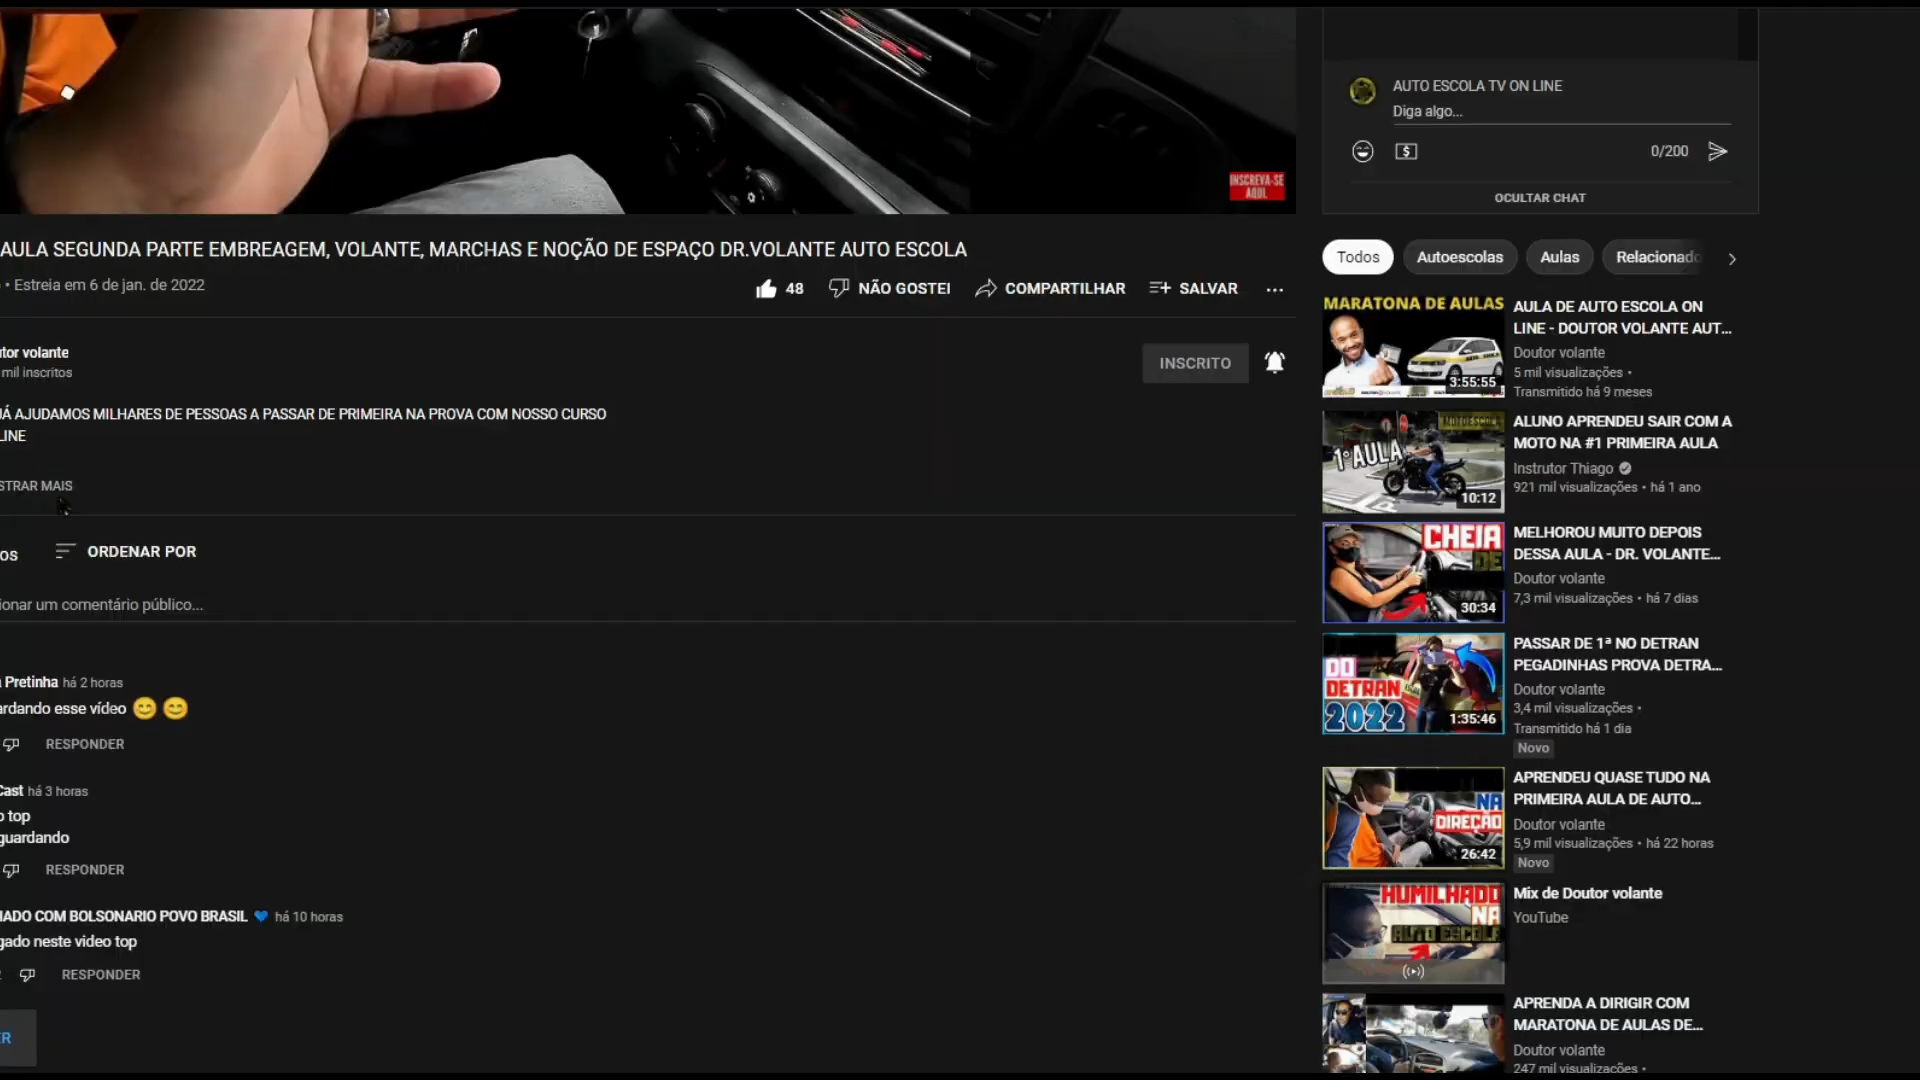 INSCREVA-SE
AQUI
AULA SEGUNDA PARTE EMBREAGEM, VOLANTE, MARCHAS E NOÇÃO DE ESPAÇO DR.VOLANTE AUTO ESCOLA
• Estreia em 6 de jan. de 2022
48 NÃO GOSTEI COMPARTILHAR SALVAR ...
tor volante
mil inscritos
INSCRITO
JÁ AJUDAMOS MILHARES DE PESSOAS A PASSAR DE PRIMEIRA NA PROVA COM NOSSO CURSO
LINE
STRAR MAIS
os ORDENAR POR
ionar um comentário público...
Pretinha há 2 horas
ardando esse vídeo 😊 😊
RESPONDER
Cast há 3 horas
o top
guardando
RESPONDER
HADO COM BOLSONARIO POVO BRASIL 💙 há 10 horas
gado neste video top
RESPONDER
ER
AUTO ESCOLA TV ON LINE
Diga algo...
0/200
OCULTAR CHAT
Todos Autoescolas Aulas Relacionado
MARATONA DE AULAS
3:55:55
AULA DE AUTO ESCOLA ON
LINE - DOUTOR VOLANTE AUT...
Doutor volante
5 mil visualizações •
Transmitido há 9 meses
MOTOESCOLA
1ª AULA
10:12
ALUNO APRENDEU SAIR COM A
MOTO NA #1 PRIMEIRA AULA
Instrutor Thiago
921 mil visualizações • há 1 ano
CHEIA
DE
30:34
MELHOROU MUITO DEPOIS
DESSA AULA - DR. VOLANTE...
Doutor volante
7,3 mil visualizações • há 7 dias
DO
DETRAN
2022
1:35:46
PASSAR DE 1ª NO DETRAN
PEGADINHAS PROVA DETRA...
Doutor volante
3,4 mil visualizações •
Transmitido há 1 dia
Novo
NA
DIREÇÃO
26:42
APRENDEU QUASE TUDO NA
PRIMEIRA AULA DE AUTO...
Doutor volante
5,9 mil visualizações • há 22 horas
Novo
HUMILHADO
NA
AUTO ESCOLA
Mix de Doutor volante
YouTube
APRENDA A DIRIGIR COM
MARATONA DE AULAS DE...
Doutor volante
247 mil visualizações •